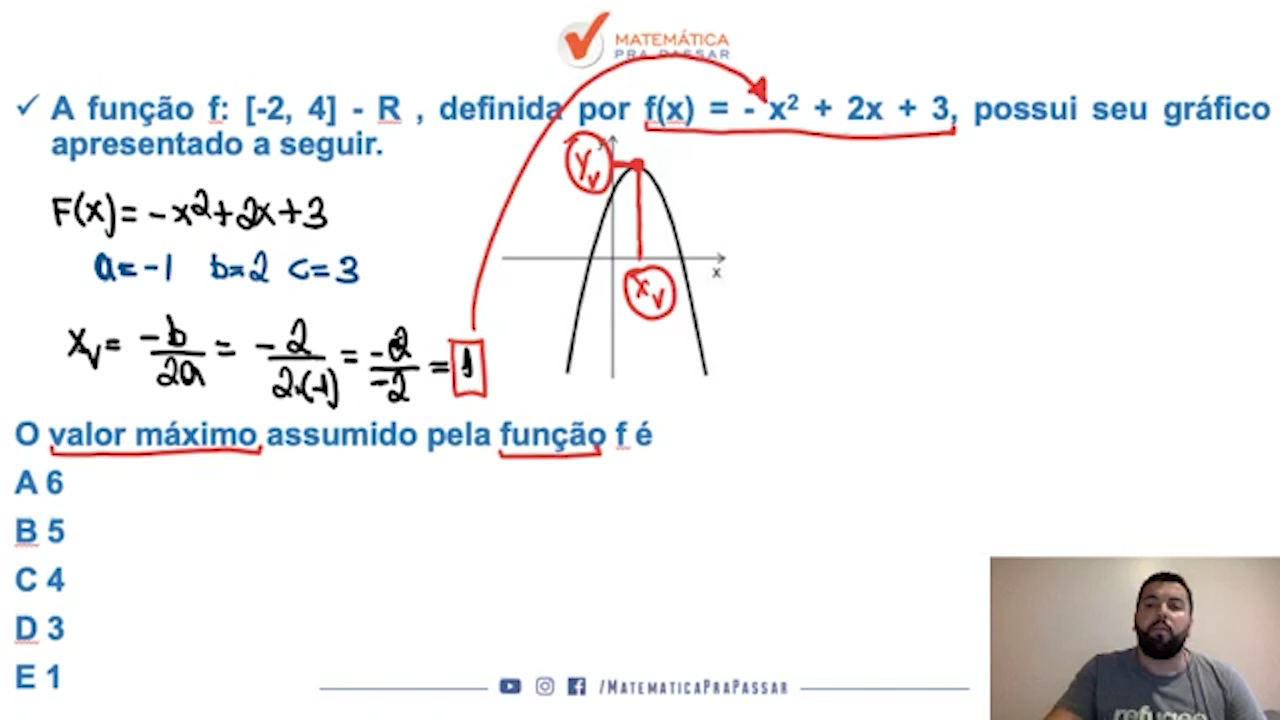 MATEMÁTICA
PRA PASSAR
✓ A função f: [-2, 4] - R , definida por f(x) = - x² + 2x + 3, possui seu gráfico
apresentado a seguir.
y
Yv
F(x) = -x²+2x+3
a=-1 b=2 c=3
x
Xv
Xv = -b/2a = -2/2·(-1) = -2/-2 = 1
O valor máximo assumido pela função f é
A 6
B 5
C 4
D 3
E 1
/MATEMATICAPRAPASSAR